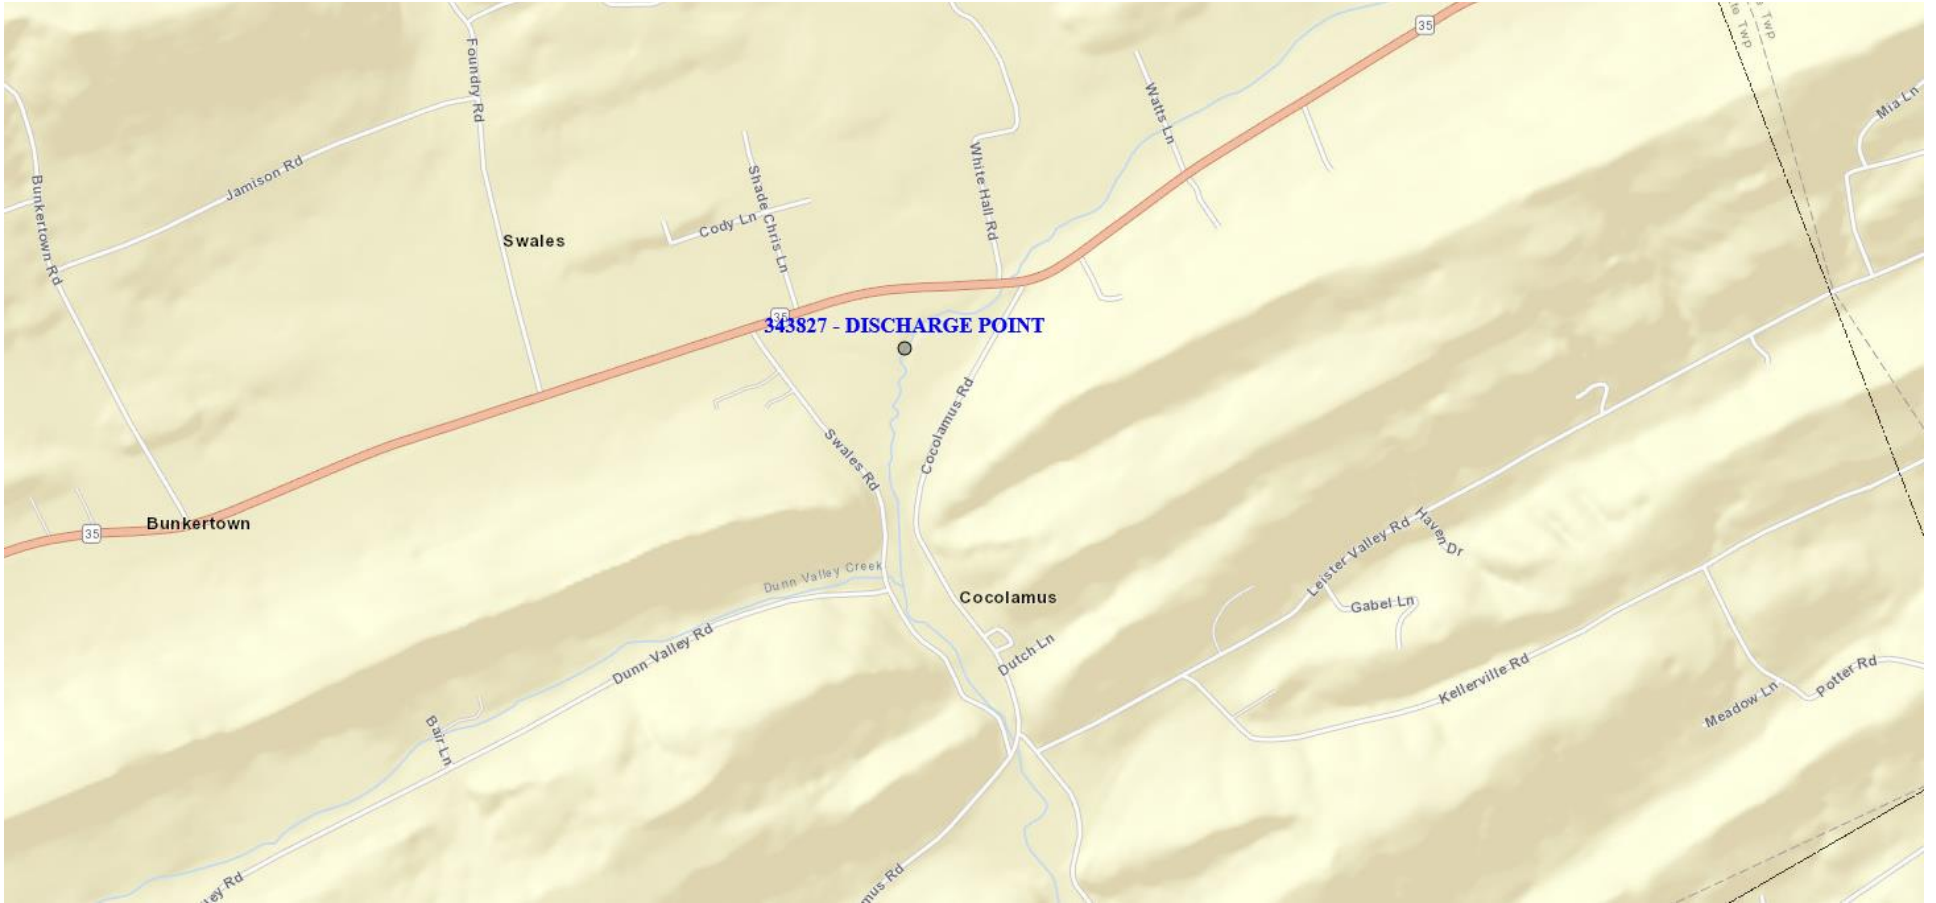 35
te Twp
Twp
Foundry Rd
Watts Ln
Mia Ln
White Hall Rd
Jamison Rd
Bunkertown Rd
Shade Chris Ln
Cody Ln
Swales
35
343827 - DISCHARGE POINT
Cocolamus Rd
Swales Rd
Bunkertown
35
Haven Dr
Leister Valley Rd
Dunn Valley Creek
Cocolamus
Gabel Ln
Dunn Valley Rd
Dutch Ln
Kellerville Rd
Potter Rd
Meadow Ln
Bair Ln
ley Rd
mus Rd